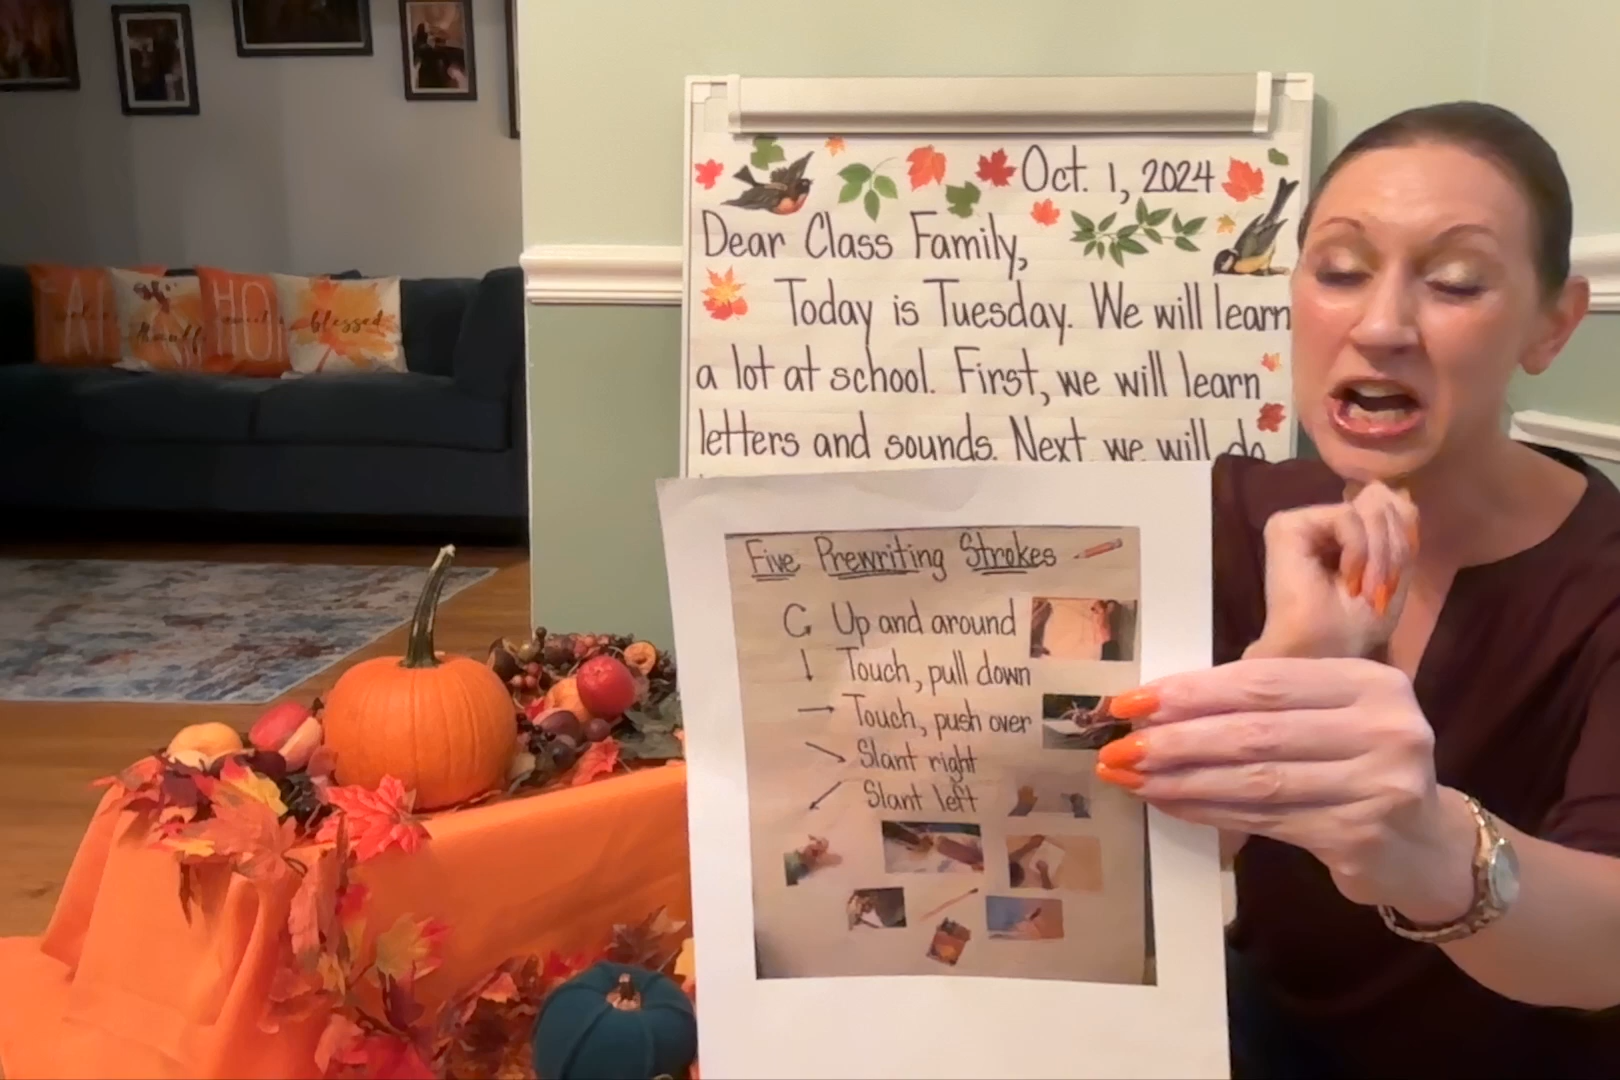 Oct. 1, 2024
Dear Class Family,
Today is Tuesday. We will learn
a lot at school. First, we will learn
letters and sounds. Next we will do
Five Prewriting Strokes
Up and around
Touch, pull down
Touch, push over
Slant right
Slant left
blessed